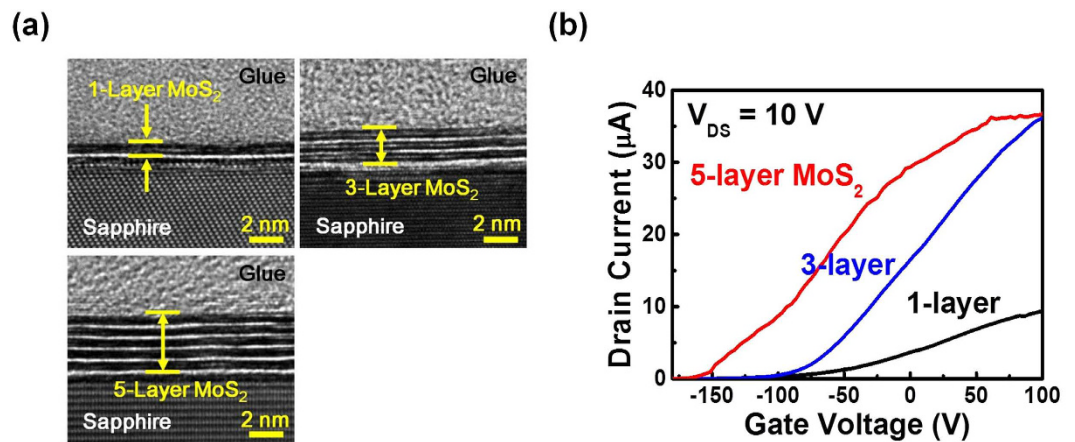 (a)
Glue
1-Layer MoS₂
Sapphire
2 nm
Glue
3-Layer MoS₂
Sapphire
2 nm
Glue
5-Layer MoS₂
Sapphire
2 nm
(b)
V_DS = 10 V
5-layer MoS₂
3-layer
1-layer
Drain Current (μA)
40
30
20
10
0
-150 -100 -50 0 50 100
Gate Voltage (V)